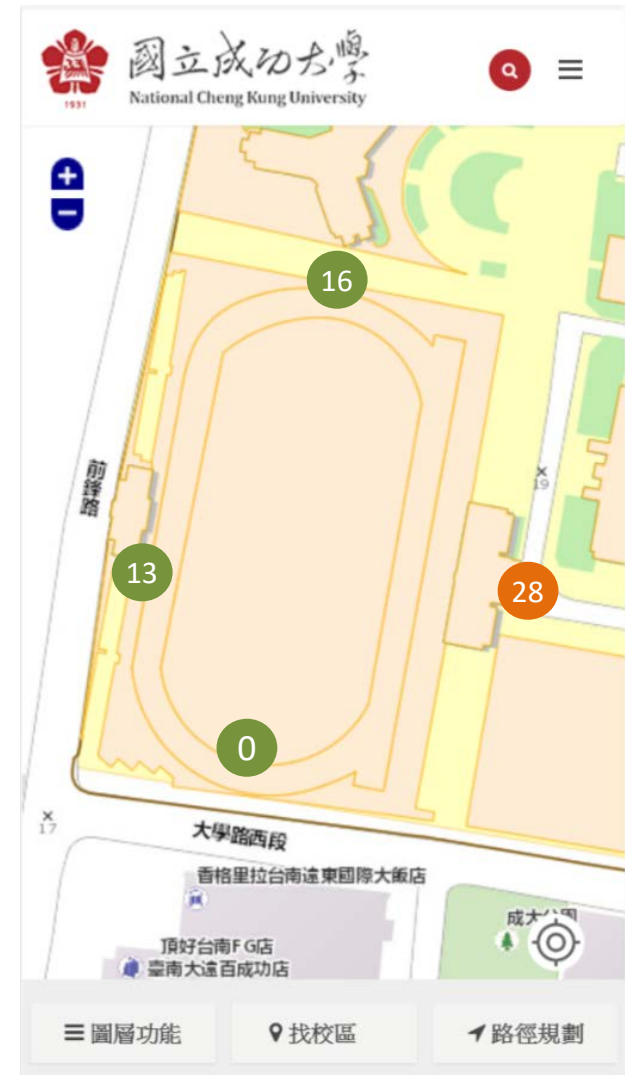 國立成功大學
National Cheng Kung University
1931
16
前鋒路
19
13
28
0
17
大學路西段
香格里拉台南遠東國際大飯店
成大公園
頂好台南FG店
臺南大遠百成功店
圖層功能
找校區
路徑規劃